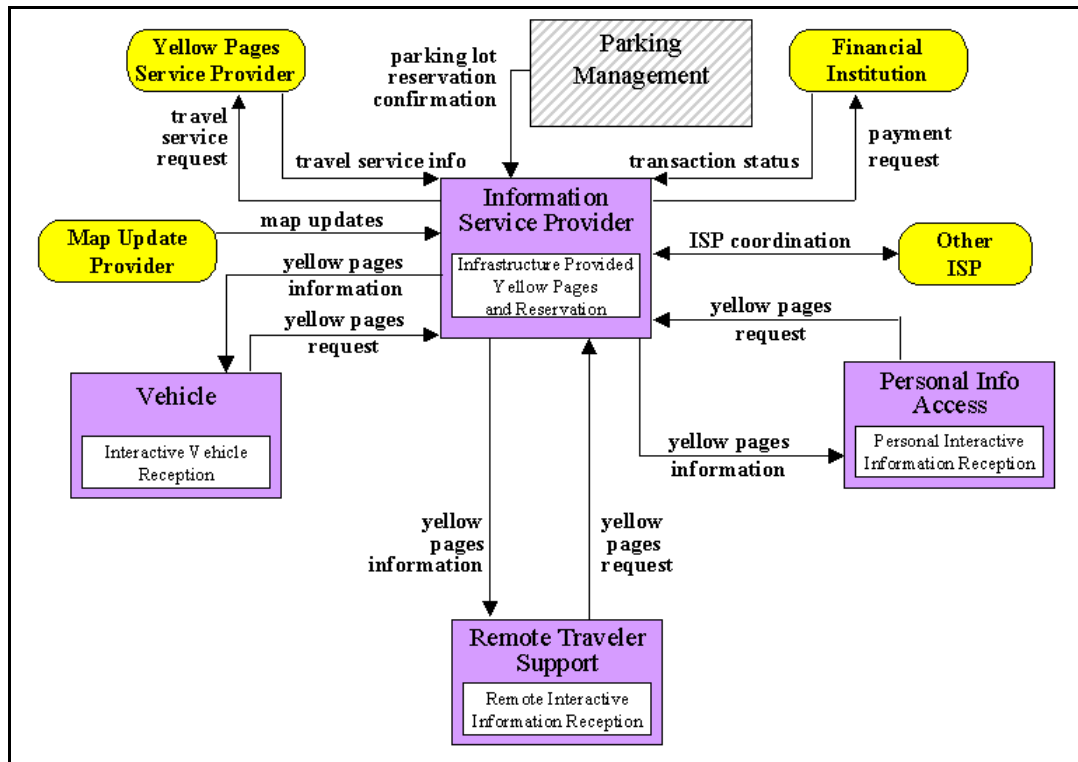 Yellow Pages
Service Provider
parking lot
reservation
confirmation
Parking
Management
Financial
Institution
travel
service
request
travel service info
transaction status
payment
request
Information
Service Provider
Infrastructure Provided
Yellow Pages
and Reservation
map updates
Map Update
Provider
ISP coordination
Other
ISP
yellow pages
information
yellow pages
request
yellow pages
request
Vehicle
Interactive Vehicle
Reception
Personal Info
Access
Personal Interactive
Information Reception
yellow pages
information
yellow
pages
information
yellow
pages
request
Remote Traveler
Support
Remote Interactive
Information Reception